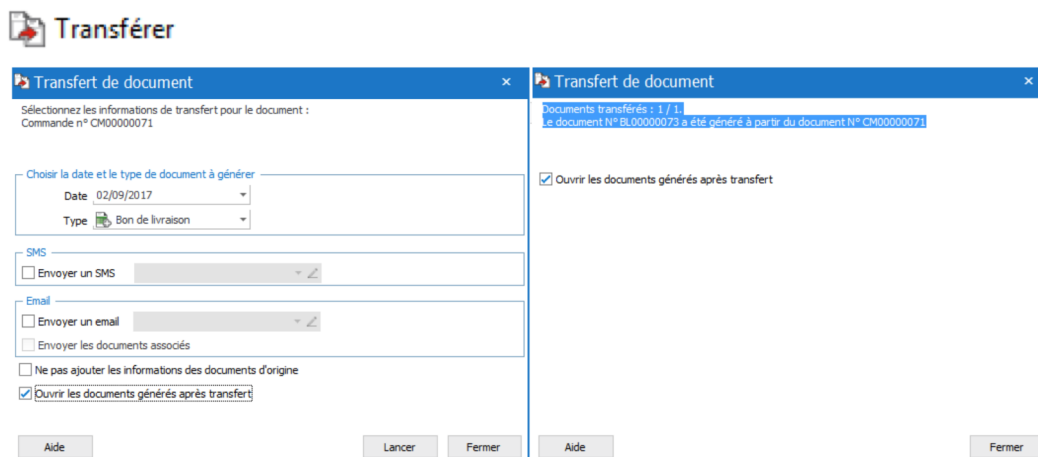 Transférer
Transfert de document
Sélectionnez les informations de transfert pour le document :
Commande n° CM00000071
Choisir la date et le type de document à générer
Date 02/09/2017
Type Bon de livraison
SMS
Envoyer un SMS
Email
Envoyer un email
Envoyer les documents associés
Ne pas ajouter les informations des documents d'origine
Ouvrir les documents générés après transfert
Aide Lancer Fermer
Transfert de document
Documents transférés : 1 / 1.
Le document N° BL00000073 a été généré à partir du document N° CM00000071
Ouvrir les documents générés après transfert
Aide Fermer